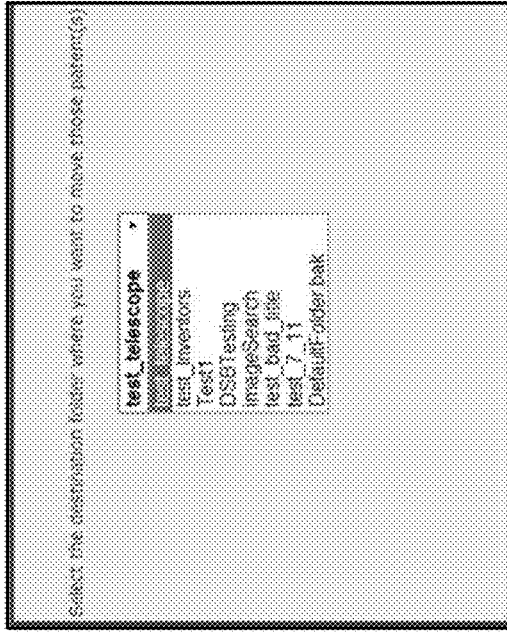 Select the destination folder where you want to move those patent(s)
test_telescope
test_inventors
Test1
DSBTesting
imageSearch
test_bad_title
test_7_11
DefaultFolder.bak